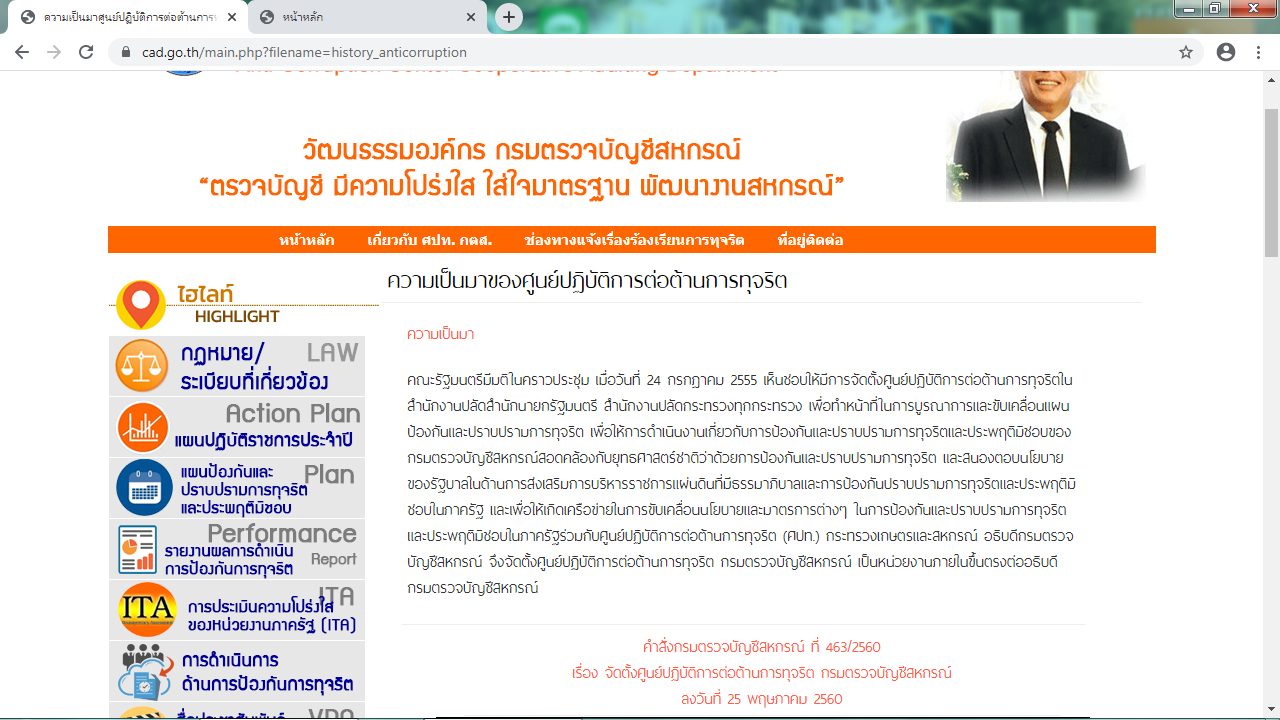 ความเป็นมาศูนย์ปฏิบัติการต่อต้านการ
หน้าหลัก
cad.go.th/main.php?filename=history_anticorruption
Anti Corruption Center Cooperative Auditing Department
วัฒนธรรมองค์กร กรมตรวจบัญชีสหกรณ์
“ตรวจบัญชี มีความโปร่งใส ใส่ใจมาตรฐาน พัฒนางานสหกรณ์”
หน้าหลัก เกี่ยวกับ ศปท. กตส. ช่องทางแจ้งเรื่องร้องเรียนการทุจริต ที่อยู่ติดต่อ
ไฮไลท์
HIGHLIGHT
กฎหมาย/ LAW
ระเบียบที่เกี่ยวข้อง
Action Plan
แผนปฏิบัติราชการประจำปี
แผนป้องกันและ Plan
ปราบปรามการทุจริต
และประพฤติมิชอบ
Performance
รายงานผลการดำเนิน Report
การป้องกันการทุจริต
ITA ITA
การประเมินความโปร่งใส
ของหน่วยงานภาครัฐ (ITA)
การดำเนินการ
ด้านการป้องกันการทุจริต
สื่อประชาสัมพันธ์
ความเป็นมาของศูนย์ปฏิบัติการต่อต้านการทุจริต
ความเป็นมา
คณะรัฐมนตรีมีมติในคราวประชุม เมื่อวันที่ 24 กรกฎาคม 2555 เห็นชอบให้มีการจัดตั้งศูนย์ปฏิบัติการต่อต้านการทุจริตใน
สำนักงานปลัดสำนักนายกรัฐมนตรี สำนักงานปลัดกระทรวงทุกกระทรวง เพื่อทำหน้าที่ในการบูรณาการและขับเคลื่อนแผน
ป้องกันและปราบปรามการทุจริต เพื่อให้การดำเนินงานเกี่ยวกับการป้องกันและปราบปรามการทุจริตและประพฤติมิชอบของ
กรมตรวจบัญชีสหกรณ์สอดคล้องกับยุทธศาสตร์ชาติว่าด้วยการป้องกันและปราบปรามการทุจริต และสนองตอบนโยบาย
ของรัฐบาลในด้านการส่งเสริมการบริหารราชการแผ่นดินที่มีธรรมาภิบาลและการป้องกันปราบปรามการทุจริตและประพฤติมิ
ชอบในภาครัฐ และเพื่อให้เกิดเครือข่ายในการขับเคลื่อนนโยบายและมาตรการต่างๆ ในการป้องกันและปราบปรามการทุจริต
และประพฤติมิชอบในภาครัฐร่วมกับศูนย์ปฏิบัติการต่อต้านการทุจริต (ศปท.) กระทรวงเกษตรและสหกรณ์ อธิบดีกรมตรวจ
บัญชีสหกรณ์ จึงจัดตั้งศูนย์ปฏิบัติการต่อต้านการทุจริต กรมตรวจบัญชีสหกรณ์ เป็นหน่วยงานภายในขึ้นตรงต่ออธิบดี
กรมตรวจบัญชีสหกรณ์
คำสั่งกรมตรวจบัญชีสหกรณ์ ที่ 463/2560
เรื่อง จัดตั้งศูนย์ปฏิบัติการต่อต้านการทุจริต กรมตรวจบัญชีสหกรณ์
ลงวันที่ 25 พฤษภาคม 2560